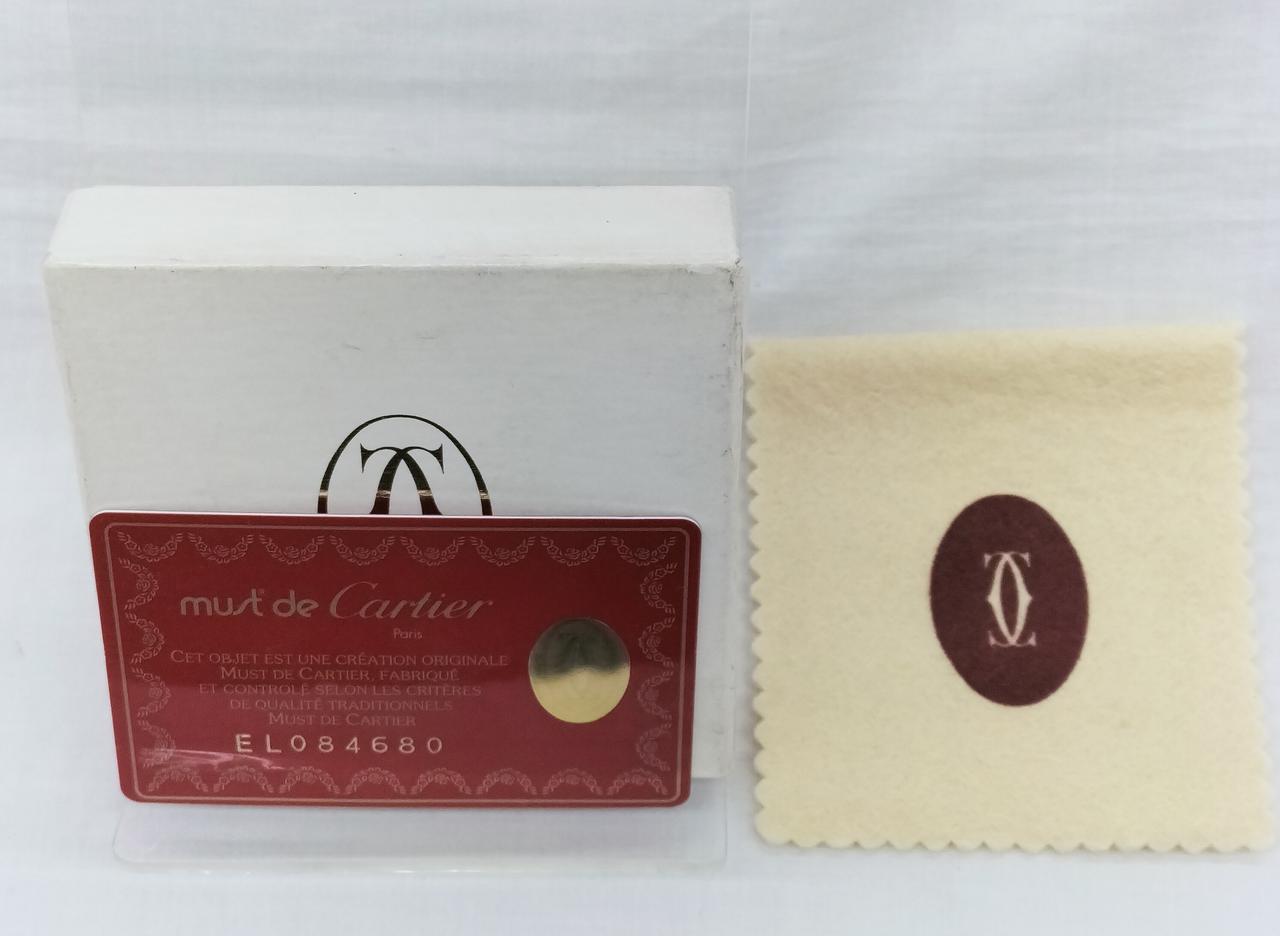 must de Cartier
Paris
CET OBJET EST UNE CRÉATION ORIGINALE
MUST DE CARTIER, FABRIQUÉ
ET CONTROLÉ SELON LES CRITÈRES
DE QUALITÉ TRADITIONNELS
MUST DE CARTIER
EL084680